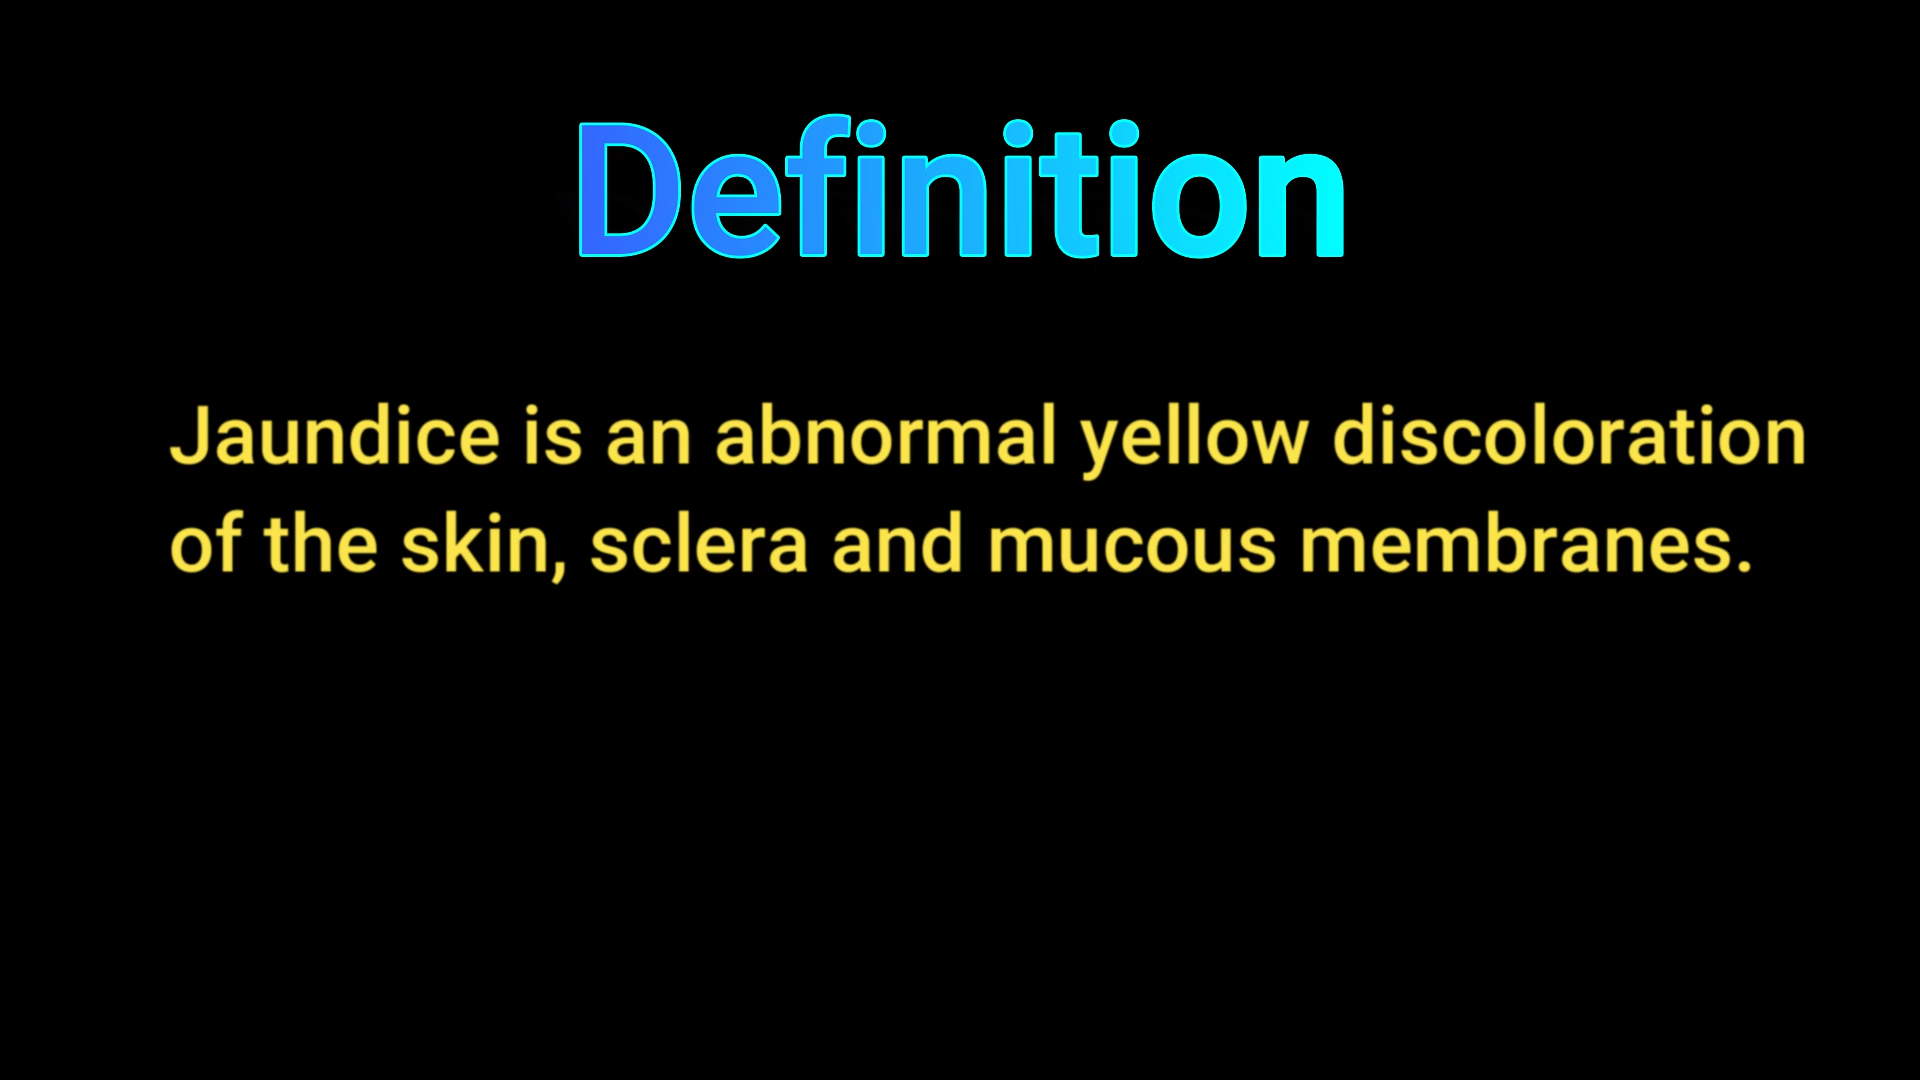 Definition
Jaundice is an abnormal yellow discoloration
of the skin, sclera and mucous membranes.